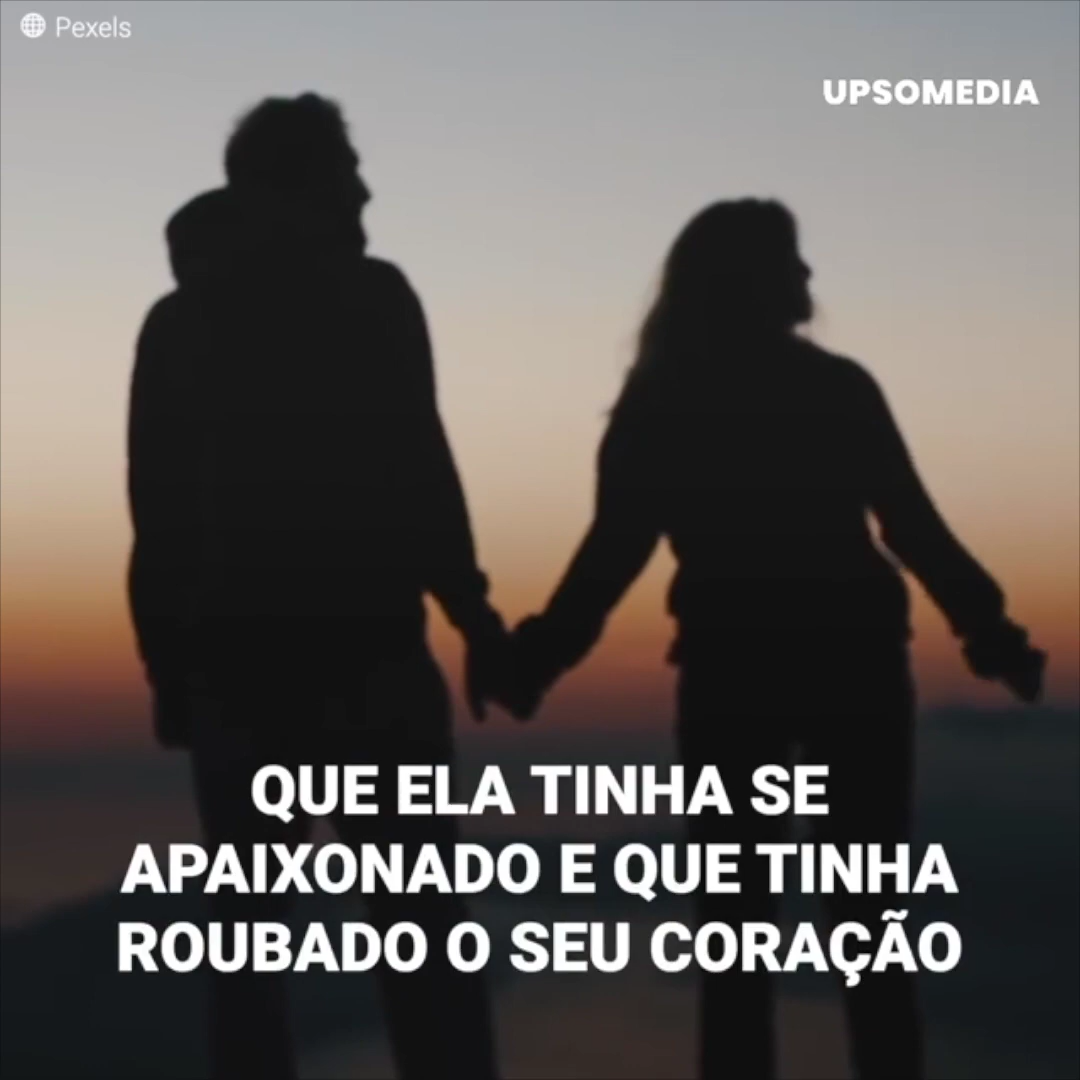 Pexels
UPSOMEDIA
QUE ELA TINHA SE
APAIXONADO E QUE TINHA
ROUBADO O SEU CORAÇÃO